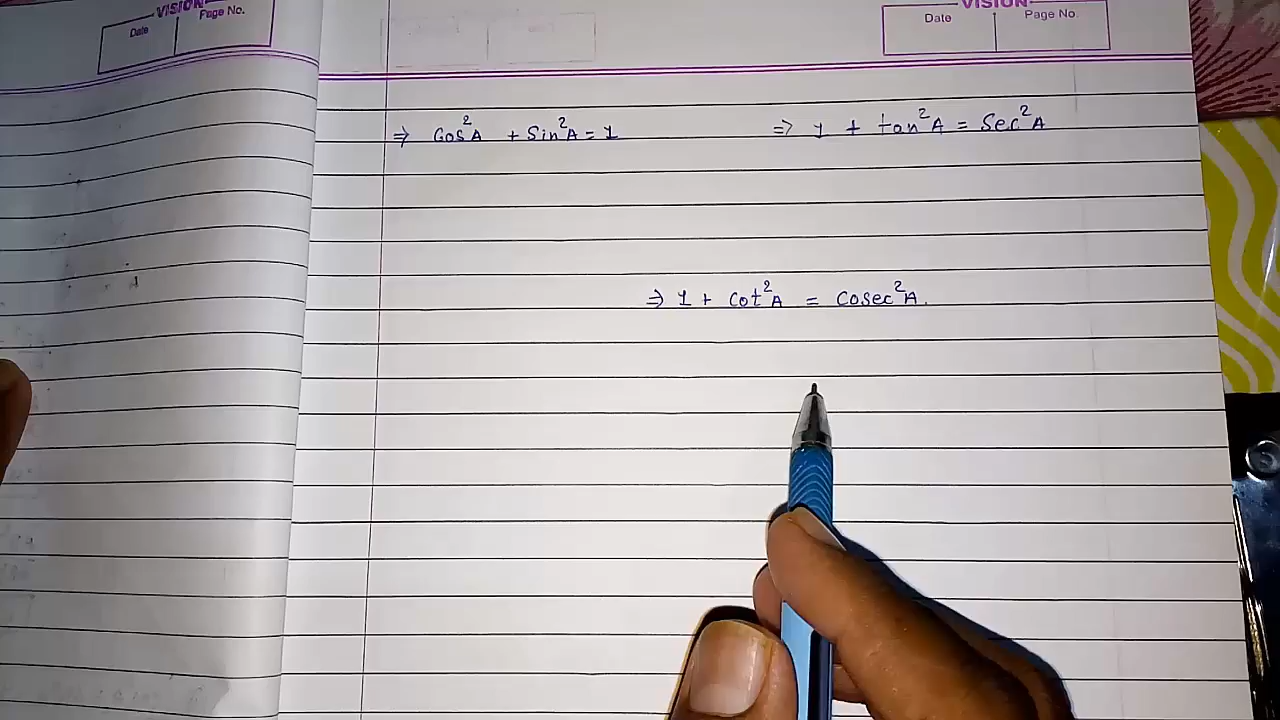 VISION
Date Page No.
VISION
Date Page No.
⇒ Cos²A + Sin²A = 1
⇒ 1 + tan²A = Sec²A
⇒ 1 + Cot²A = Cosec²A.